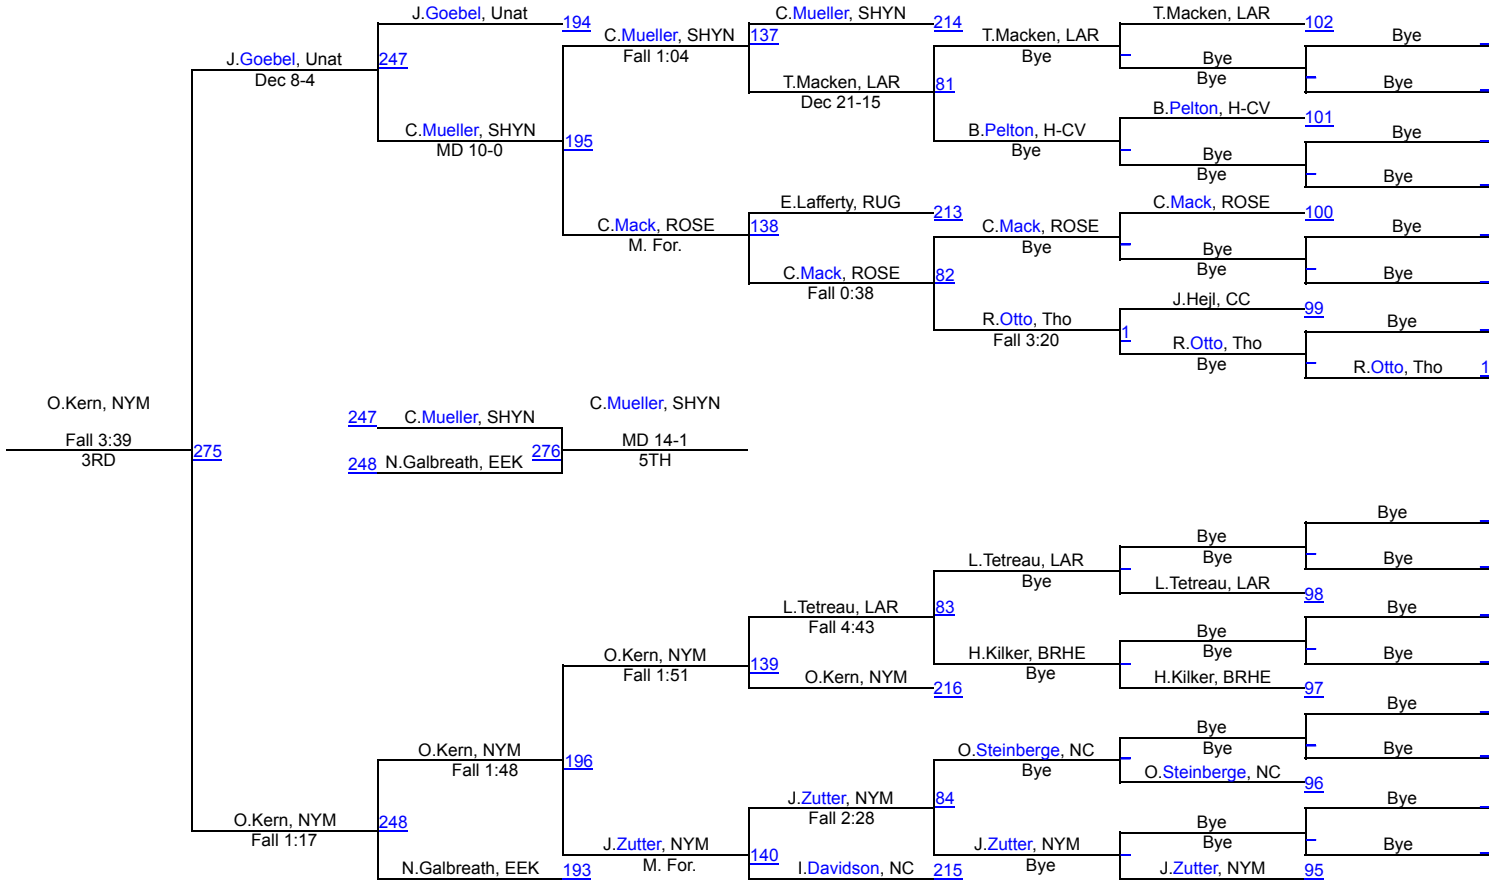 J.Goebel, Unat
194
C.Mueller, SHYN
214
T.Macken, LAR
102
C.Mueller, SHYN
137
Fall 1:04
T.Macken, LAR
Bye
Bye
J.Goebel, Unat
247
Dec 8-4
T.Macken, LAR
81
Dec 21-15
Bye
Bye
Bye
B.Pelton, H-CV
101
C.Mueller, SHYN
MD 10-0
195
B.Pelton, H-CV
Bye
Bye
Bye
Bye
Bye
E.Lafferty, RUG
213
C.Mack, ROSE
100
C.Mack, ROSE
138
M. For.
C.Mack, ROSE
Bye
Bye
C.Mack, ROSE
82
Fall 0:38
Bye
Bye
Bye
J.Hejl, CC
99
R.Otto, Tho
Fall 3:20
1
Bye
R.Otto, Tho
Bye
R.Otto, Tho
1
O.Kern, NYM
Fall 3:39
3RD
275
247
C.Mueller, SHYN
248
N.Galbreath, EEK
276
C.Mueller, SHYN
MD 14-1
5TH
Bye
Bye
Bye
Bye
L.Tetreau, LAR
Bye
L.Tetreau, LAR
98
L.Tetreau, LAR
83
Fall 4:43
Bye
Bye
Bye
Bye
H.Kilker, BRHE
Bye
O.Kern, NYM
139
Fall 1:51
O.Kern, NYM
216
H.Kilker, BRHE
97
Bye
Bye
Bye
Bye
O.Kern, NYM
Fall 1:48
196
O.Steinberge, NC
Bye
O.Steinberge, NC
96
J.Zutter, NYM
84
Fall 2:28
Bye
O.Kern, NYM
248
Fall 1:17
Bye
Bye
Bye
J.Zutter, NYM
140
M. For.
J.Zutter, NYM
Bye
N.Galbreath, EEK
193
I.Davidson, NC
215
J.Zutter, NYM
95